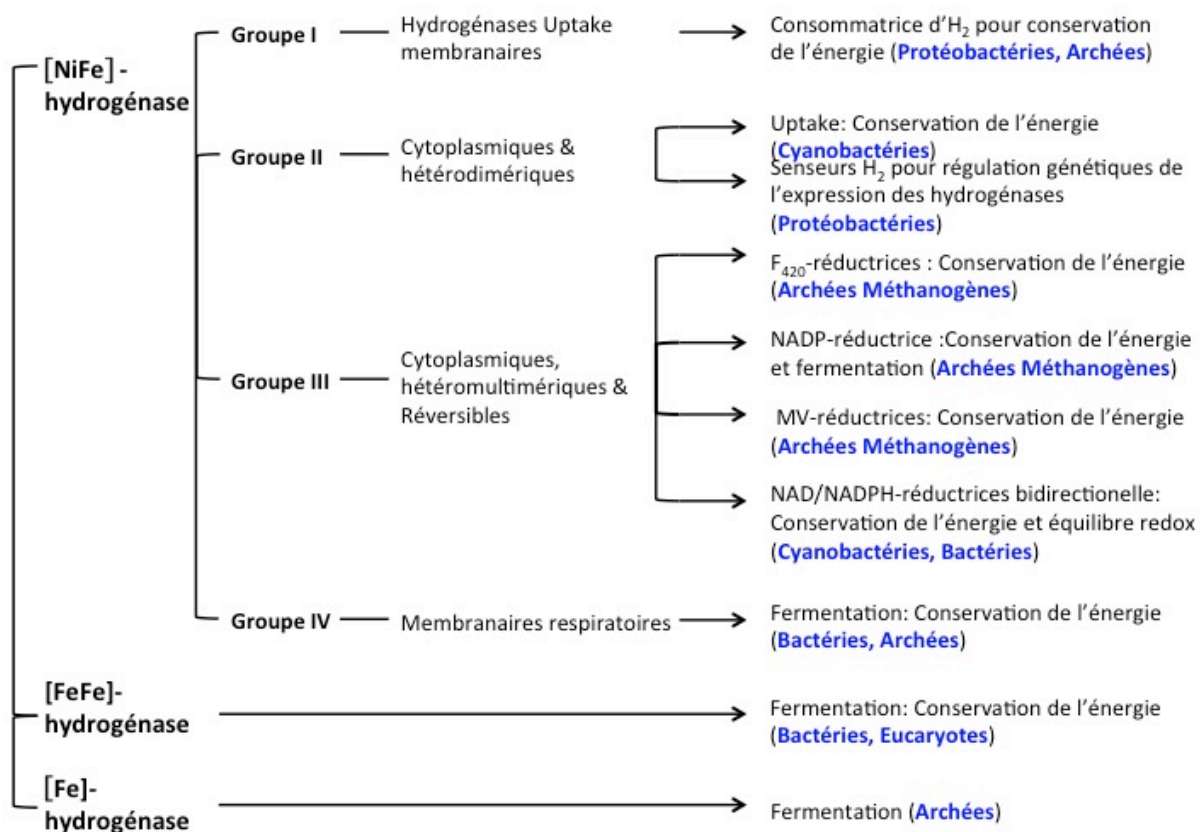 [NiFe] -
hydrogénase
Groupe I
Hydrogénases Uptake
membranaires
Consommatrice d’H₂ pour conservation
de l’énergie (Protéobactéries, Archées)
Groupe II
Cytoplasmiques &
hétérodimériques
Uptake: Conservation de l’énergie
(Cyanobactéries)
Senseurs H₂ pour régulation génétiques de
l’expression des hydrogénases
(Protéobactéries)
Groupe III
Cytoplasmiques,
hétéromultimériques &
Réversibles
F₄₂₀-réductrices : Conservation de l’énergie
(Archées Méthanogènes)
NADP-réductrice :Conservation de l’énergie
et fermentation (Archées Méthanogènes)
MV-réductrices: Conservation de l’énergie
(Archées Méthanogènes)
NAD/NADPH-réductrices bidirectionelle:
Conservation de l’énergie et équilibre redox
(Cyanobactéries, Bactéries)
Groupe IV
Membranaires respiratoires
Fermentation: Conservation de l’énergie
(Bactéries, Archées)
[FeFe]-
hydrogénase
Fermentation: Conservation de l’énergie
(Bactéries, Eucaryotes)
[Fe]-
hydrogénase
Fermentation (Archées)